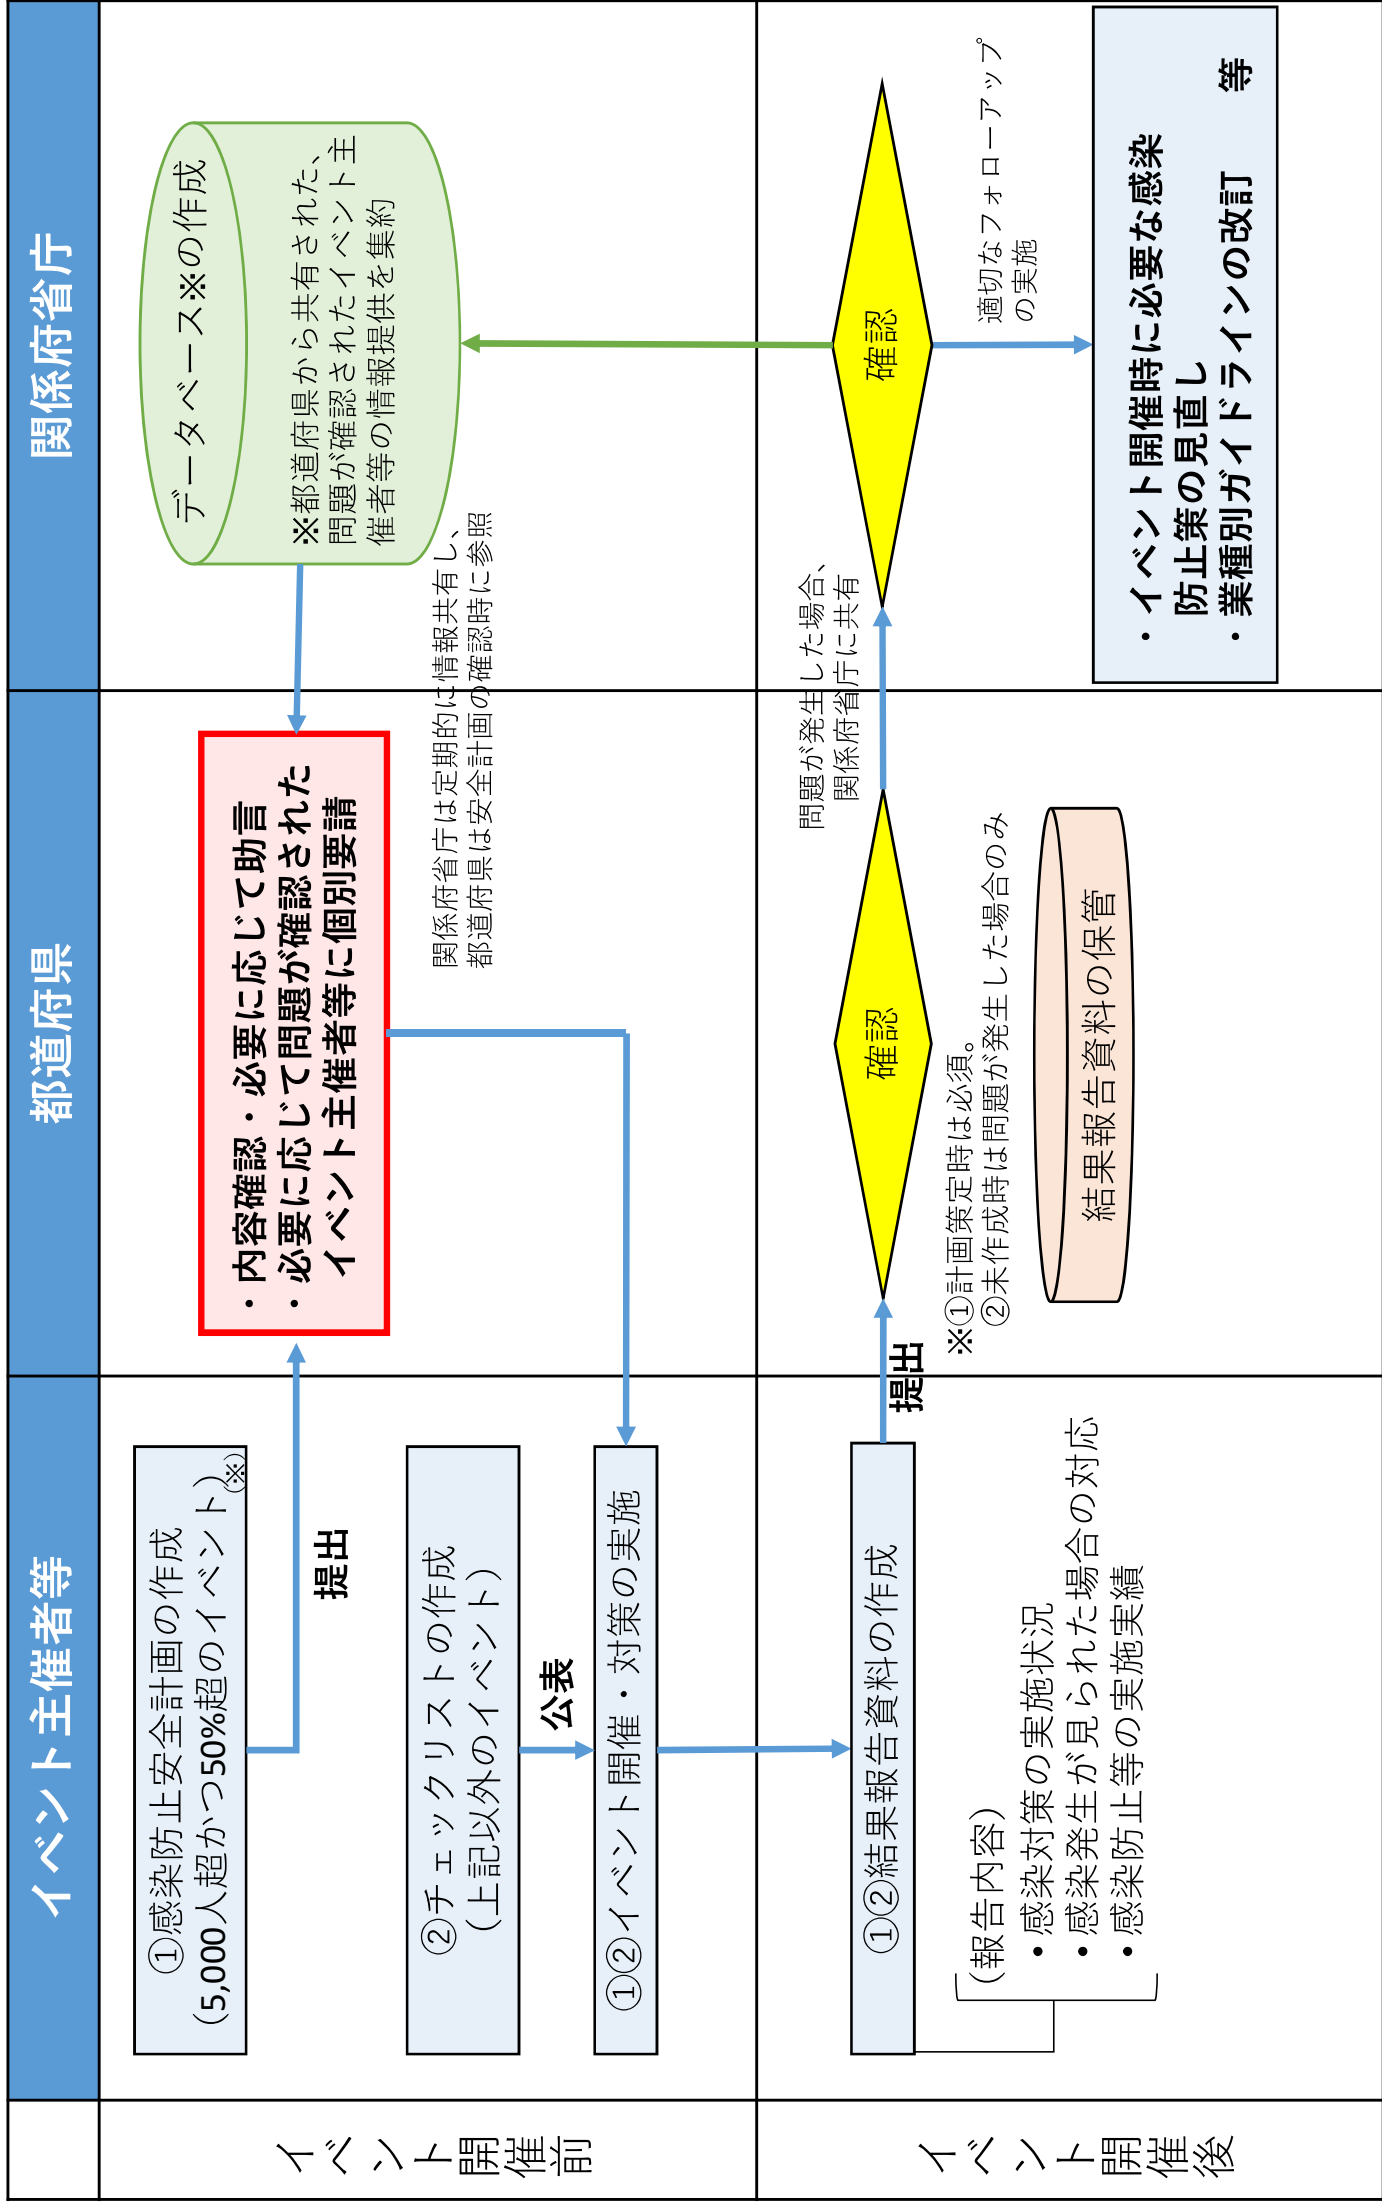 イベント主催者等
都道府県
関係府省庁
イベント開催前
①感染防止安全計画の作成
（5,000人超かつ50%超のイベント）(※)
提出
②チェックリストの作成
（上記以外のイベント）
公表
①②イベント開催・対策の実施
・内容確認・必要に応じて助言
・必要に応じて問題が確認された
イベント主催者等に個別要請
データベース※の作成
※都道府県から共有された、
問題が確認されたイベント主
催者等の情報提供を集約
関係府省庁は定期的に情報共有し、
都道府県は安全計画の確認時に参照
イベント開催後
①②結果報告資料の作成
（報告内容）
・感染対策の実施状況
・感染発生が見られた場合の対応
・感染防止等の実施実績
提出
確認
※①計画策定時は必須。
②未作成時は問題が発生した場合のみ
結果報告資料の保管
問題が発生した場合、
関係府省庁に共有
確認
適切なフォローアップ
の実施
・イベント開催時に必要な感染
防止策の見直し
・業種別ガイドラインの改訂　等